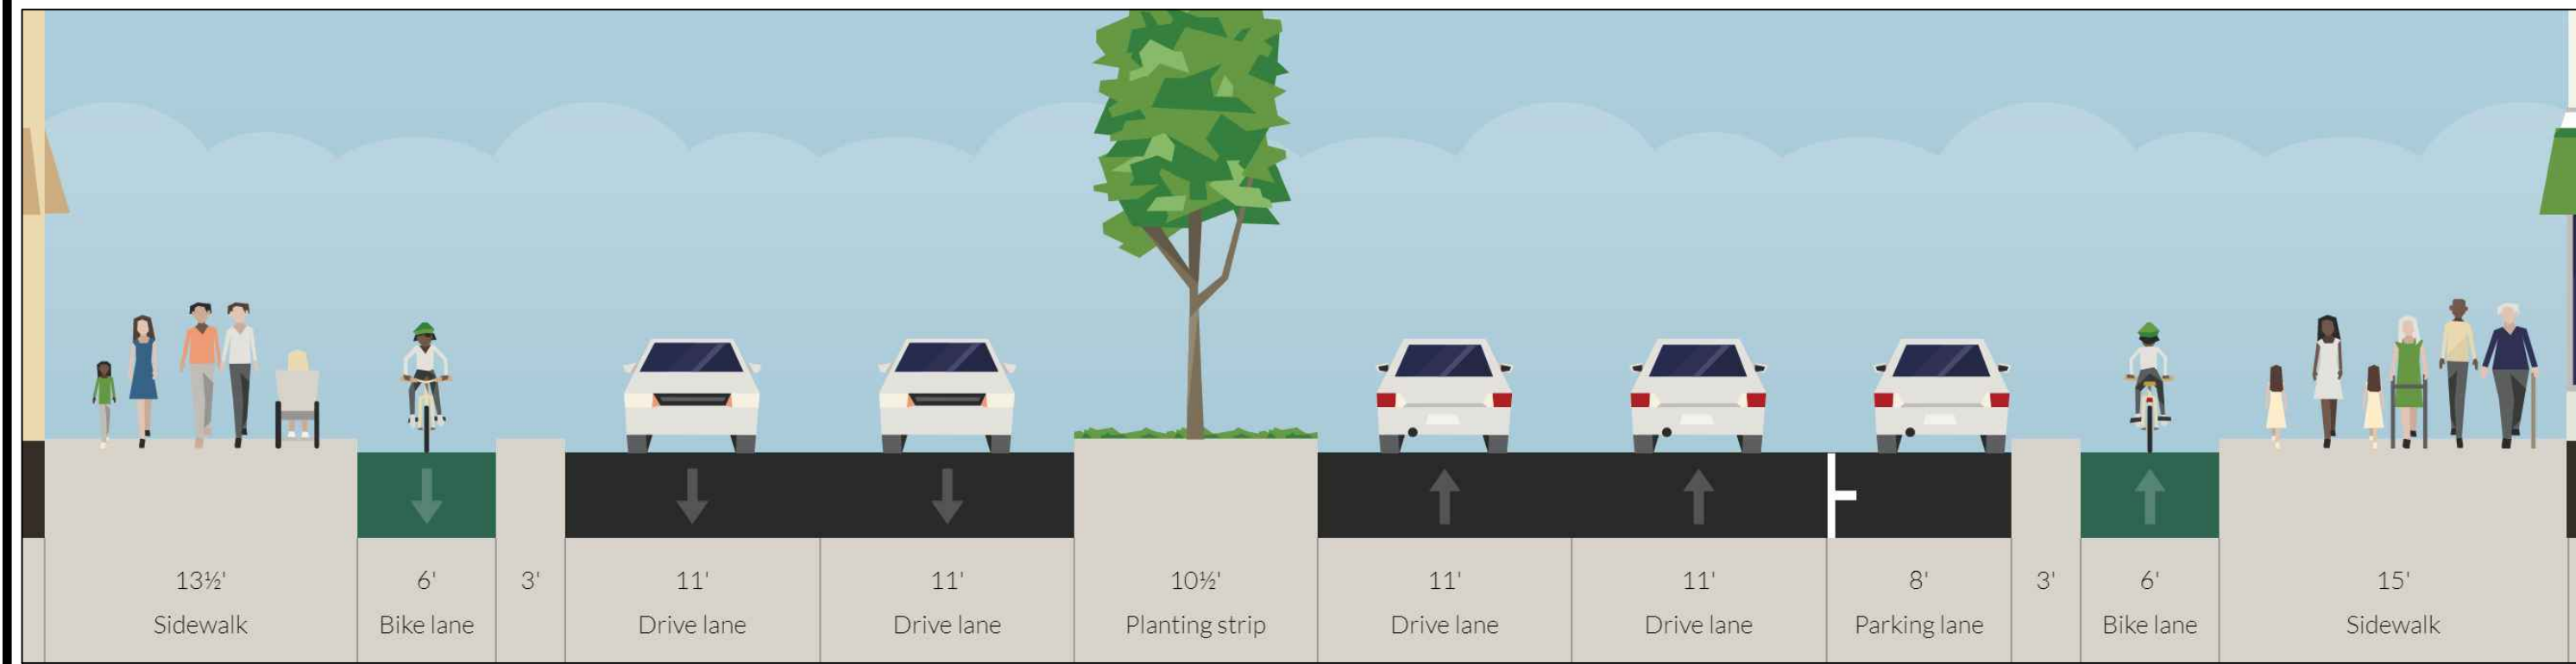 13½' 6' 3' 11' 11' 10½' 11' 11' 8' 3' 6' 15'
Sidewalk Bike lane Drive lane Drive lane Planting strip Drive lane Drive lane Parking lane Bike lane Sidewalk